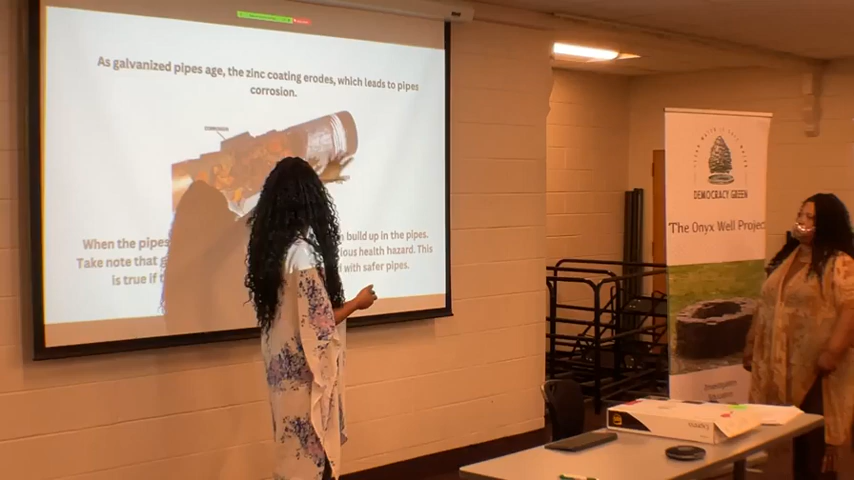 As galvanized pipes age, the zinc coating erodes, which leads to pipes
corrosion.
When the pipes build up in the pipes.
Take note that g ious health hazard. This
is true if t d with safer pipes.
DEMOCRACY GREEN
The Onyx Well Project